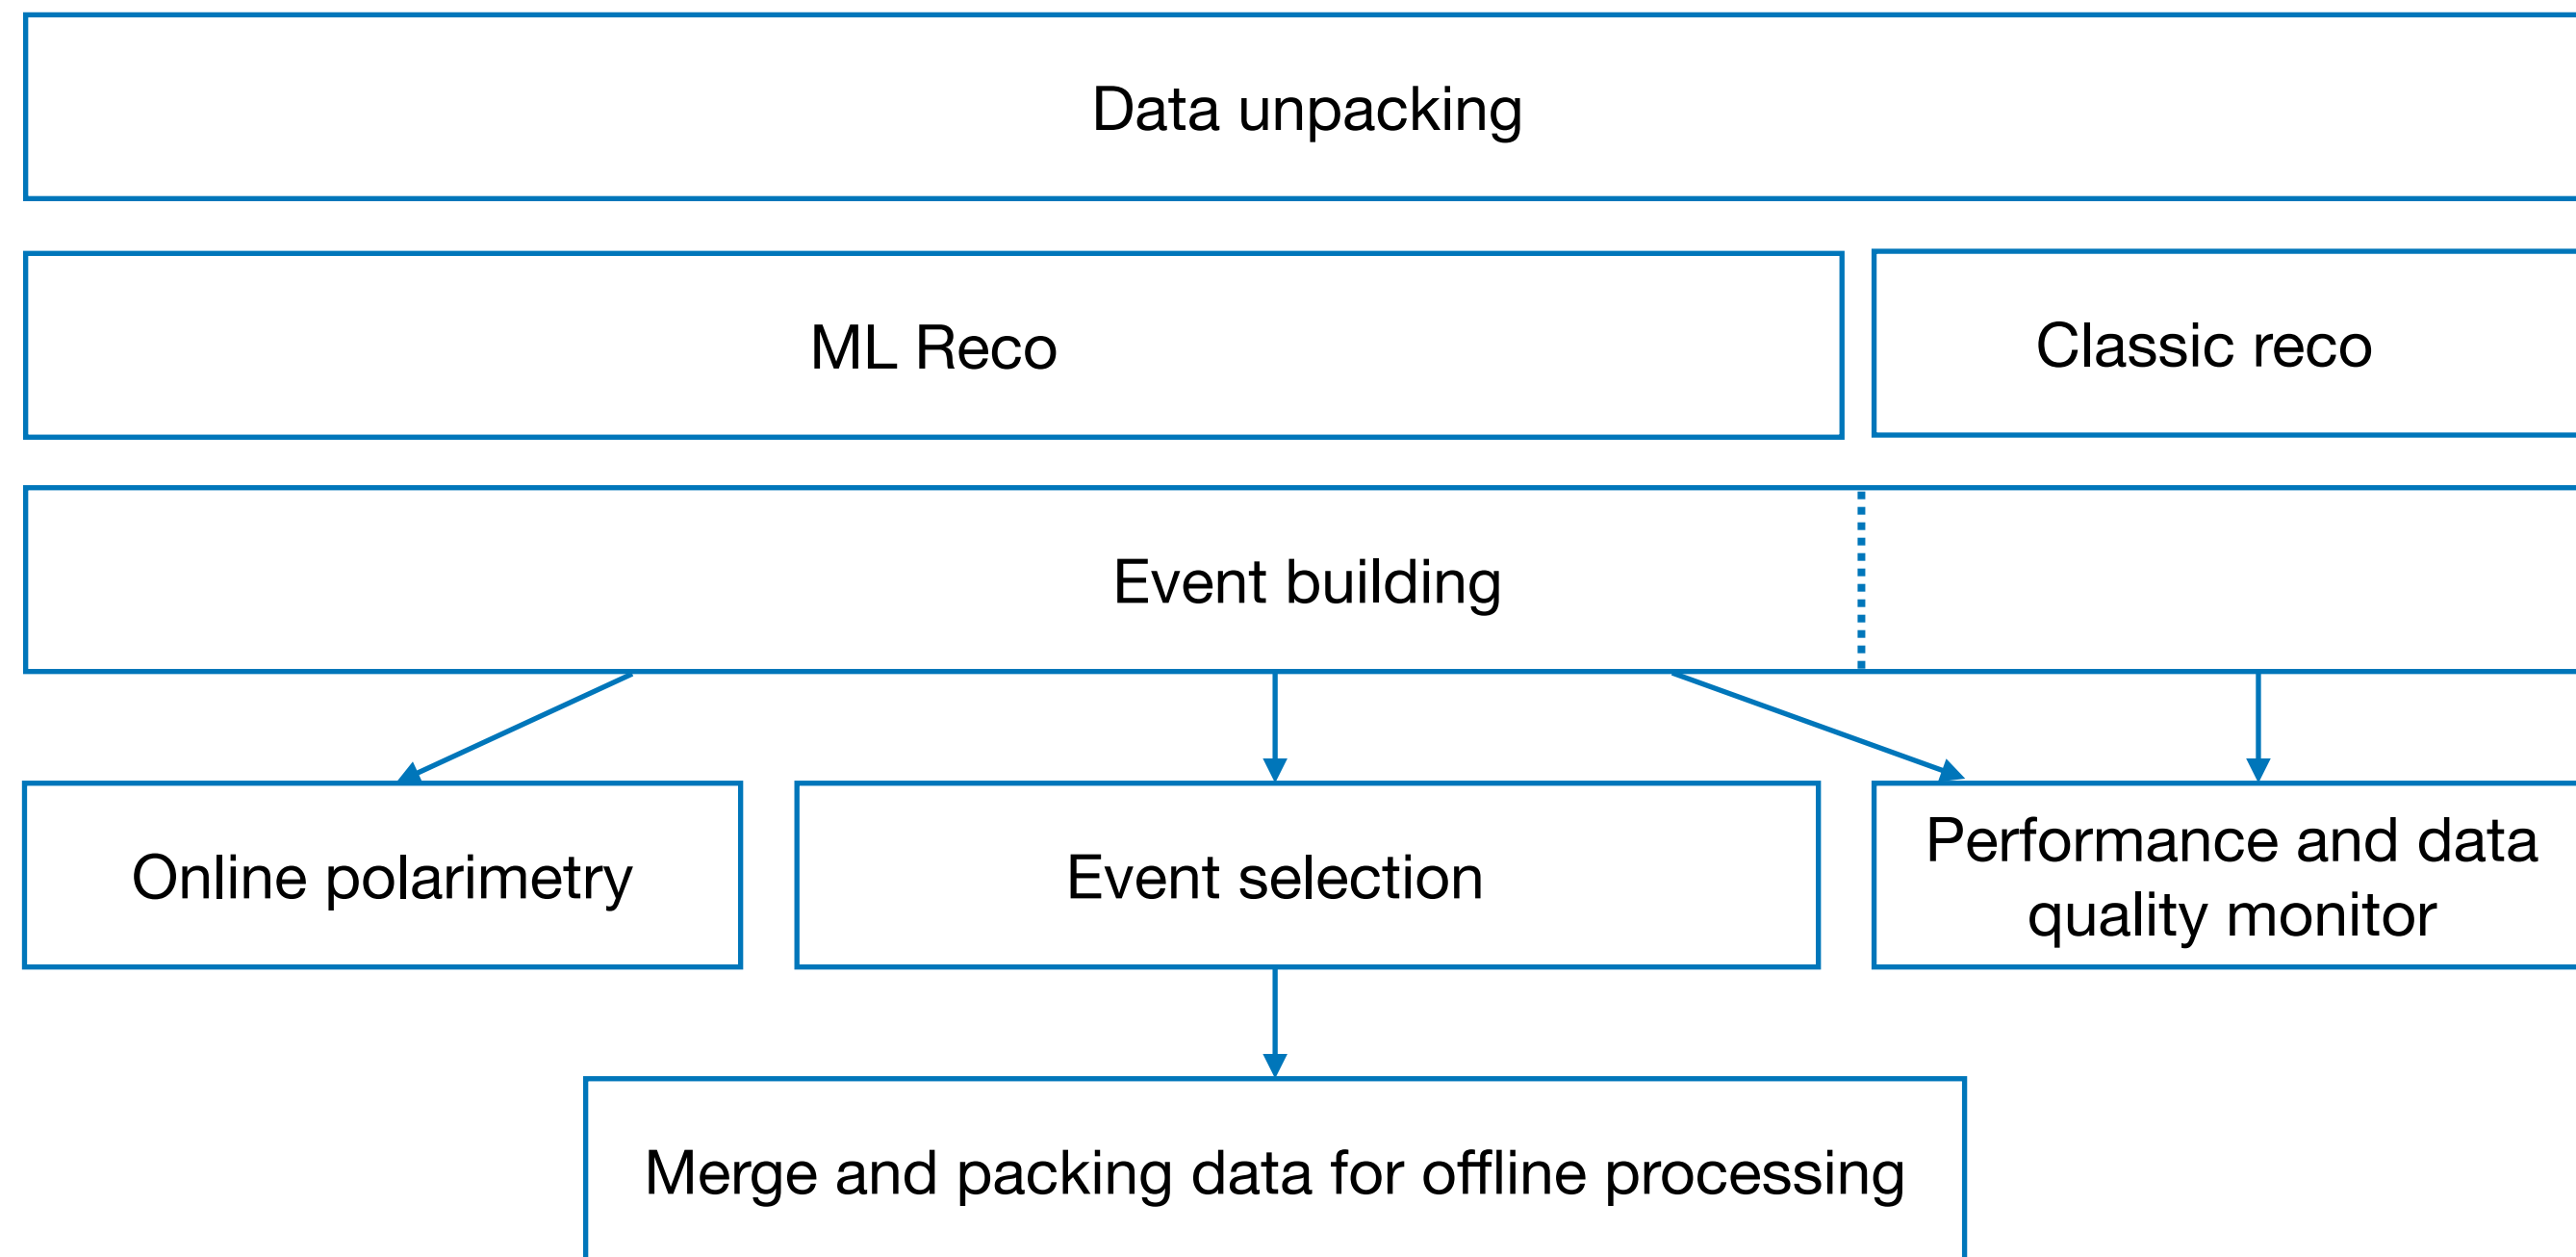 Data unpacking
ML Reco
Classic reco
Event building
Online polarimetry
Event selection
Performance and data
quality monitor
Merge and packing data for offline processing